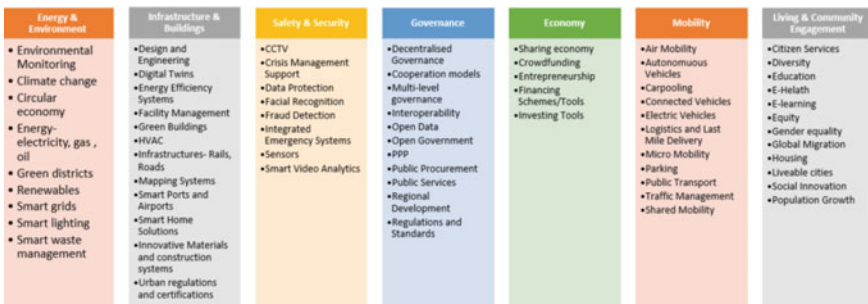 Energy &
Environment
• Environmental
Monitoring
• Climate change
• Circular
economy
• Energy-
electricity, gas ,
oil
• Green districts
• Renewables
• Smart grids
• Smart lighting
• Smart waste
management
Infrastructure &
Buildings
•Design and
Engineering
•Digital Twins
•Energy Efficiency
Systems
•Facility Management
•Green Buildings
•HVAC
•Infrastructures- Rails,
Roads
•Mapping Systems
•Smart Ports and
Airports
•Smart Home
Solutions
•Innovative Materials
and construction
systems
•Urban regulations
and certifications
Safety & Security
•CCTV
•Crisis Management
Support
•Data Protection
•Facial Recognition
•Fraud Detection
•Integrated
Emergency Systems
•Sensors
•Smart Video Analytics
Governance
•Decentralised
Governance
•Cooperation models
•Multi-level
governance
•Interoperability
•Open Data
•Open Government
•PPP
•Public Procurement
•Public Services
•Regional
Development
•Regulations and
Standards
Economy
•Sharing economy
•Crowdfunding
•Entrepreneurship
•Financing
Schemes/Tools
•Investing Tools
Mobility
•Air Mobility
•Autonomuous
Vehicles
•Carpooling
•Connected Vehicles
•Electric Vehicles
•Logistics and Last
Mile Delivery
•Micro Mobility
•Parking
•Public Transport
•Traffic Management
•Shared Mobility
Living & Community
Engagement
•Citizen Services
•Diversity
•Education
•E-Helath
•E-learning
•Equity
•Gender equality
•Global Migration
•Housing
•Liveable cities
•Social Innovation
•Population Growth